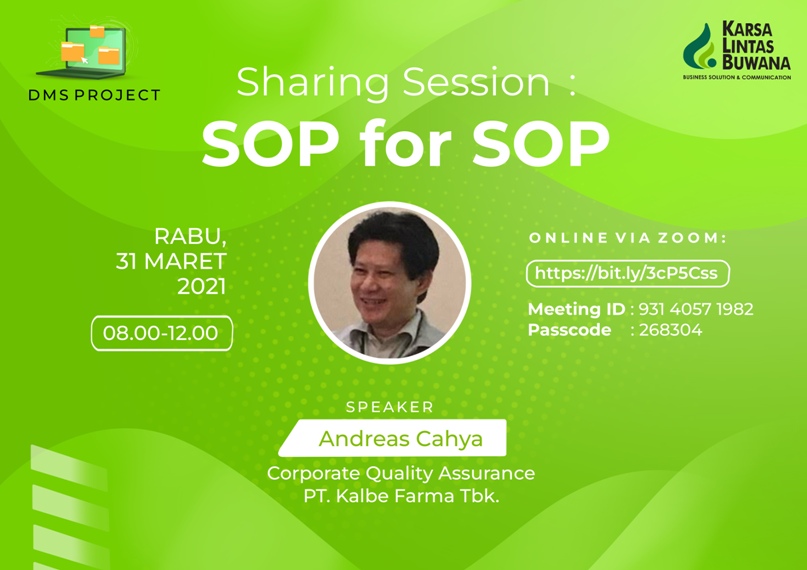 DMS PROJECT
KARSA
LINTAS
BUWANA
BUSINESS SOLUTION & COMMUNICATION
Sharing Session :
SOP for SOP
RABU,
31 MARET
2021
08.00-12.00
ONLINE VIA ZOOM:
https://bit.ly/3cP5Css
Meeting ID : 931 4057 1982
Passcode : 268304
SPEAKER
Andreas Cahya
Corporate Quality Assurance
PT. Kalbe Farma Tbk.